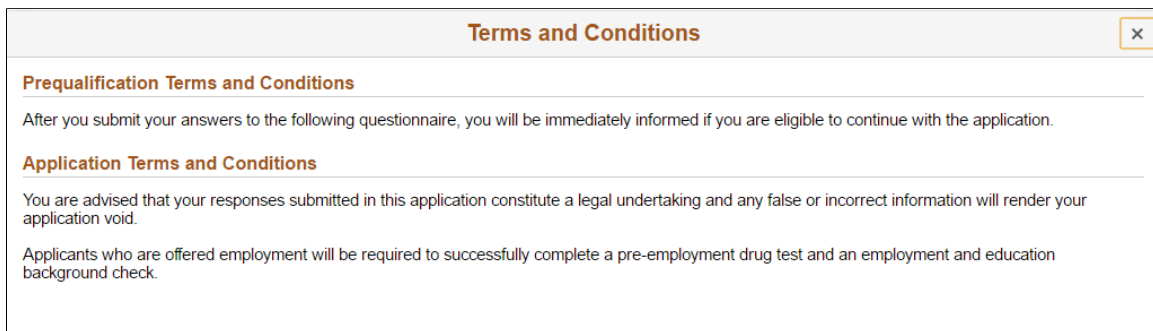 Terms and Conditions
Prequalification Terms and Conditions
After you submit your answers to the following questionnaire, you will be immediately informed if you are eligible to continue with the application.
Application Terms and Conditions
You are advised that your responses submitted in this application constitute a legal undertaking and any false or incorrect information will render your
application void.
Applicants who are offered employment will be required to successfully complete a pre-employment drug test and an employment and education
background check.